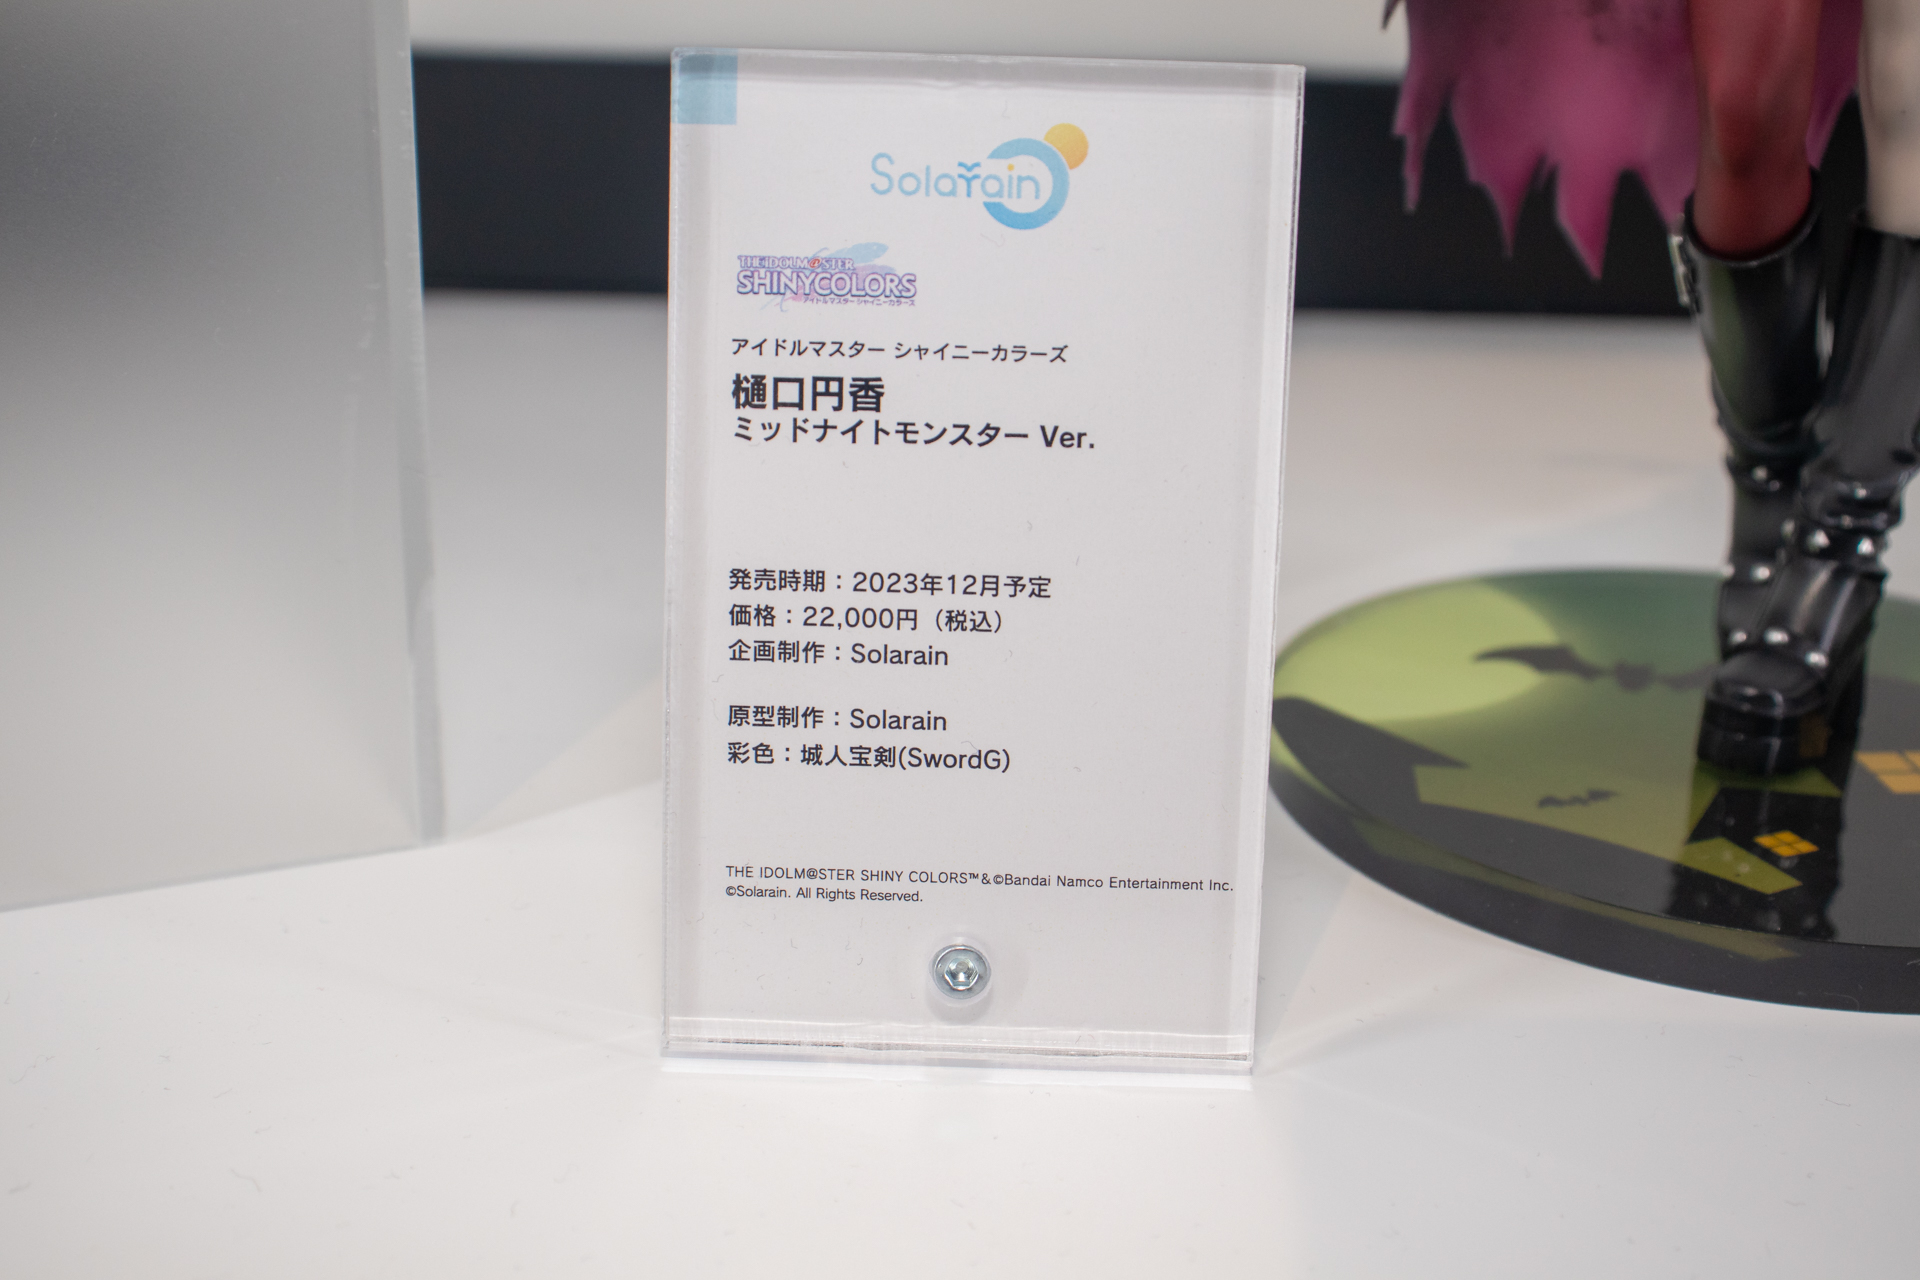 Solarain
THE IDOLM@STER
SHINYCOLORS
アイドルマスター シャイニーカラーズ
アイドルマスター シャイニーカラーズ
樋口円香
ミッドナイトモンスター Ver.
発売時期：2023年12月予定
価格：22,000円（税込）
企画制作：Solarain
原型制作：Solarain
彩色：城人宝剣(SwordG)
THE IDOLM@STER SHINY COLORS™&©Bandai Namco Entertainment Inc.
©Solarain. All Rights Reserved.